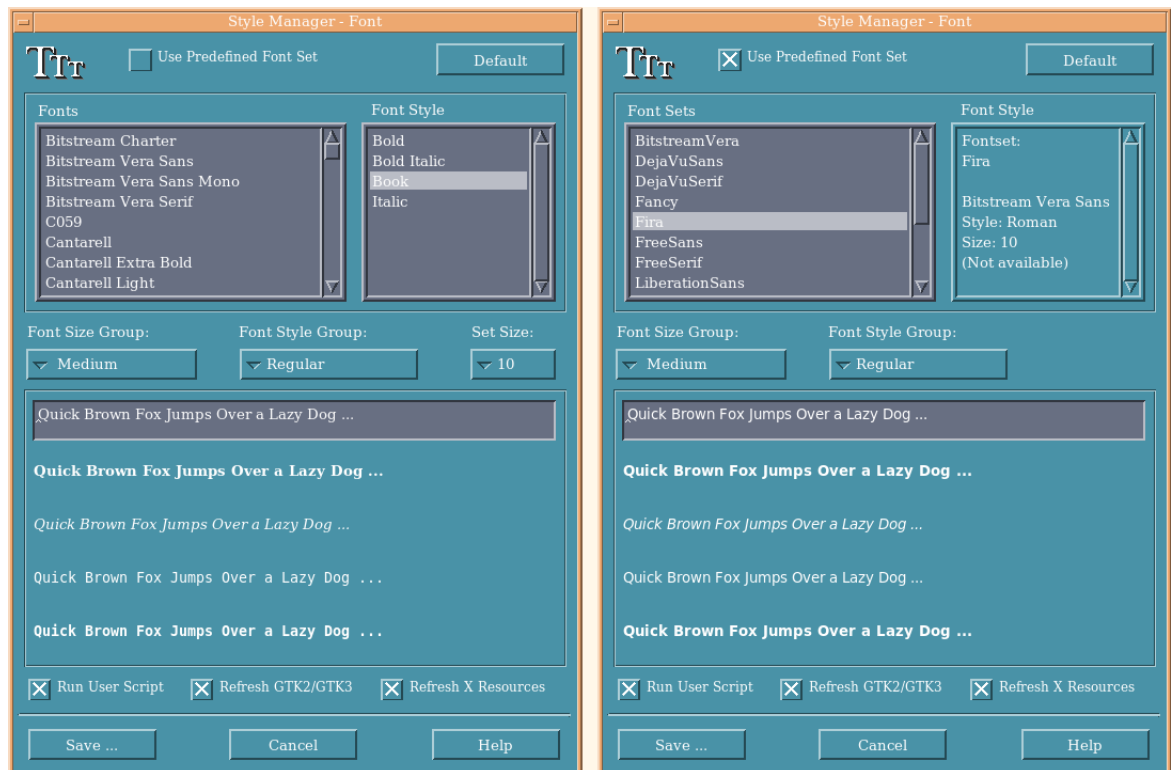 Style Manager - Font
TTT
Use Predefined Font Set
Default
Fonts
Font Style
Bitstream Charter
Bitstream Vera Sans
Bitstream Vera Sans Mono
Bitstream Vera Serif
C059
Cantarell
Cantarell Extra Bold
Cantarell Light
Bold
Bold Italic
Book
Italic
Font Size Group:
Font Style Group:
Set Size:
Medium
Regular
10
Quick Brown Fox Jumps Over a Lazy Dog ...
Quick Brown Fox Jumps Over a Lazy Dog ...
Quick Brown Fox Jumps Over a Lazy Dog ...
Quick Brown Fox Jumps Over a Lazy Dog ...
Quick Brown Fox Jumps Over a Lazy Dog ...
Run User Script
Refresh GTK2/GTK3
Refresh X Resources
Save ...
Cancel
Help
Style Manager - Font
TTT
Use Predefined Font Set
Default
Font Sets
Font Style
BitstreamVera
DejaVuSans
DejaVuSerif
Fancy
Fira
FreeSans
FreeSerif
LiberationSans
Fontset:
Fira
Bitstream Vera Sans
Style: Roman
Size: 10
(Not available)
Font Size Group:
Font Style Group:
Medium
Regular
Quick Brown Fox Jumps Over a Lazy Dog ...
Quick Brown Fox Jumps Over a Lazy Dog ...
Quick Brown Fox Jumps Over a Lazy Dog ...
Quick Brown Fox Jumps Over a Lazy Dog ...
Quick Brown Fox Jumps Over a Lazy Dog ...
Run User Script
Refresh GTK2/GTK3
Refresh X Resources
Save ...
Cancel
Help